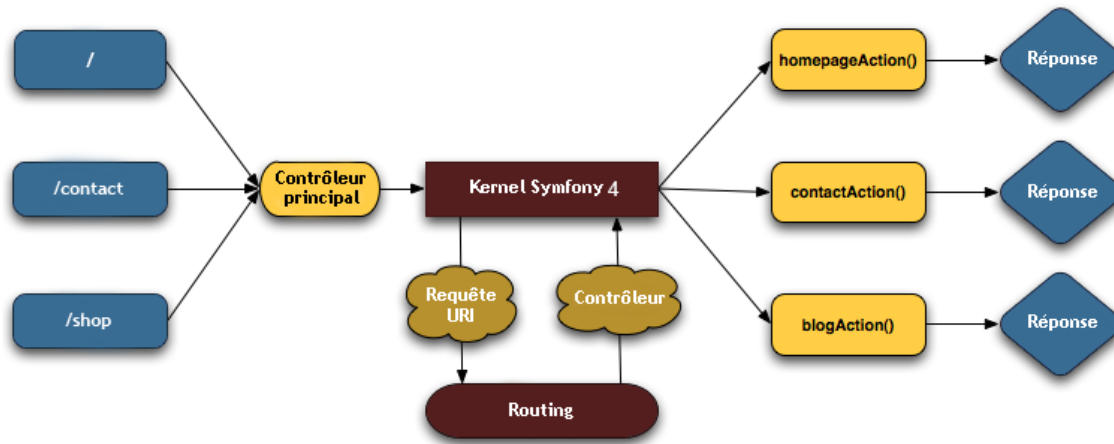 /
/contact
/shop
Contrôleur
principal
Kernel Symfony 4
Requête
URI
Contrôleur
Routing
homepageAction()
Réponse
contactAction()
Réponse
blogAction()
Réponse